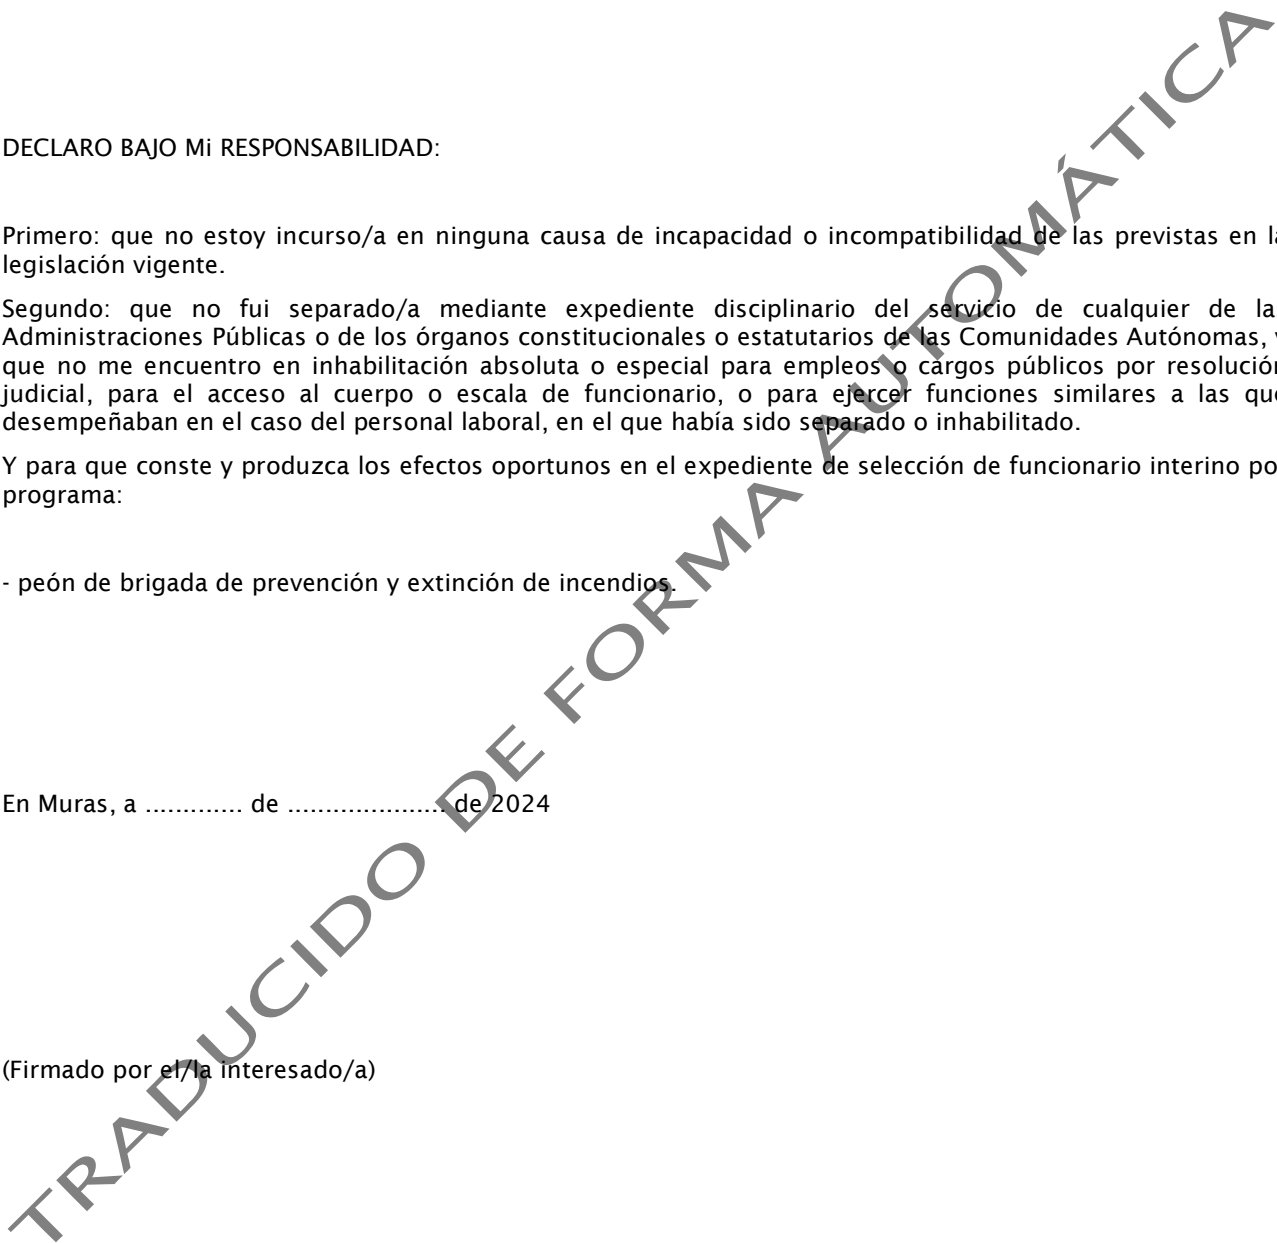 DECLARO BAJO Mi RESPONSABILIDAD:
Primero: que no estoy incurso/a en ninguna causa de incapacidad o incompatibilidad de las previstas en la
legislación vigente.
Segundo: que no fui separado/a mediante expediente disciplinario del servicio de cualquier de la
Administraciones Públicas o de los órganos constitucionales o estatutarios de las Comunidades Autónomas, y
que no me encuentro en inhabilitación absoluta o especial para empleos o cargos públicos por resolución
judicial, para el acceso al cuerpo o escala de funcionario, o para ejercer funciones similares a las que
desempeñaban en el caso del personal laboral, en el que había sido separado o inhabilitado.
Y para que conste y produzca los efectos oportunos en el expediente de selección de funcionario interino po
programa:
- peón de brigada de prevención y extinción de incendios.
En Muras, a ............. de ..................... de 2024
(Firmado por el/la interesado/a)
TRADUCIDO DE FORMA AUTOMÁTICA